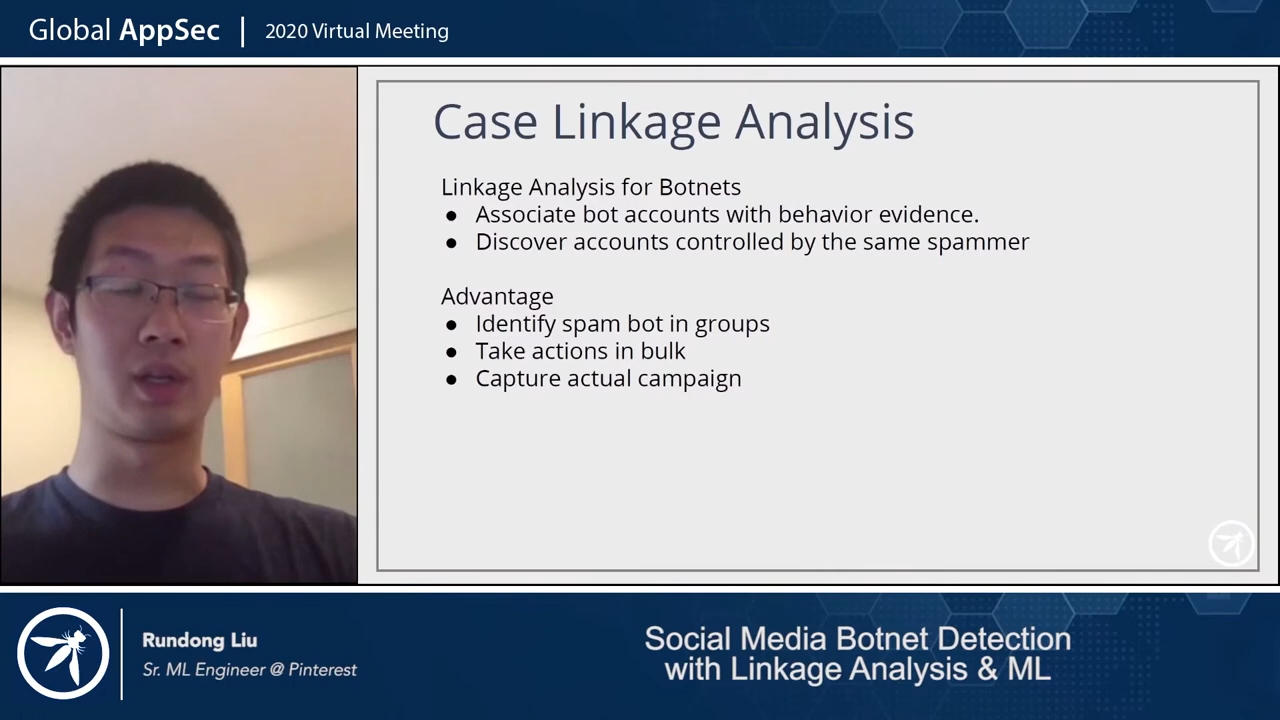 Global AppSec | 2020 Virtual Meeting
Case Linkage Analysis
Linkage Analysis for Botnets
● Associate bot accounts with behavior evidence.
● Discover accounts controlled by the same spammer
Advantage
● Identify spam bot in groups
● Take actions in bulk
● Capture actual campaign
Rundong Liu
Sr. ML Engineer @ Pinterest
Social Media Botnet Detection
with Linkage Analysis & ML